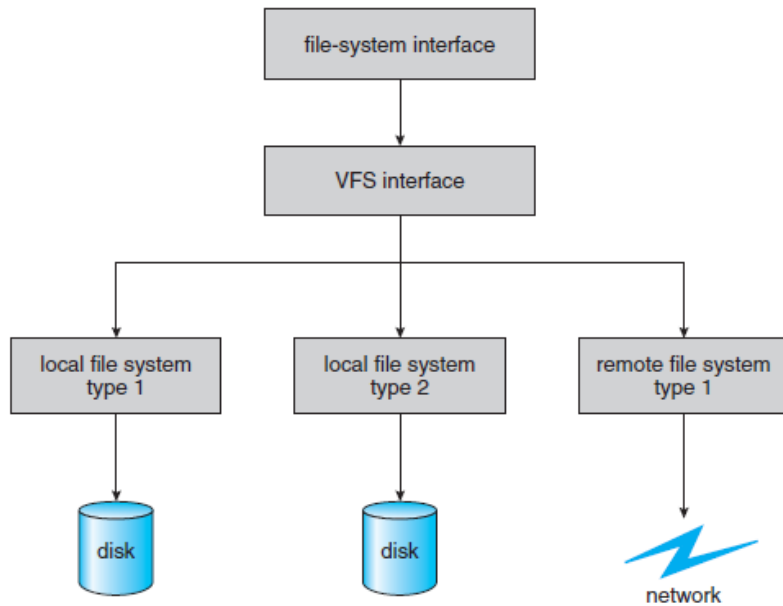 file-system interface
VFS interface
local file system
type 1
local file system
type 2
remote file system
type 1
disk
disk
network